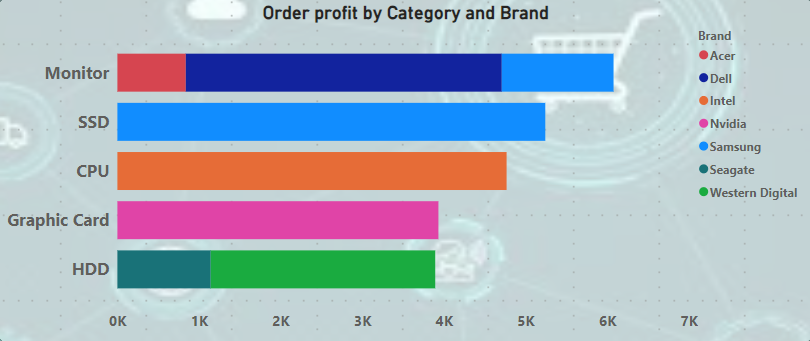 Order profit by Category and Brand
Brand
Acer
Dell
Intel
Nvidia
Samsung
Seagate
Western Digital
Monitor
SSD
CPU
Graphic Card
HDD
0K 1K 2K 3K 4K 5K 6K 7K